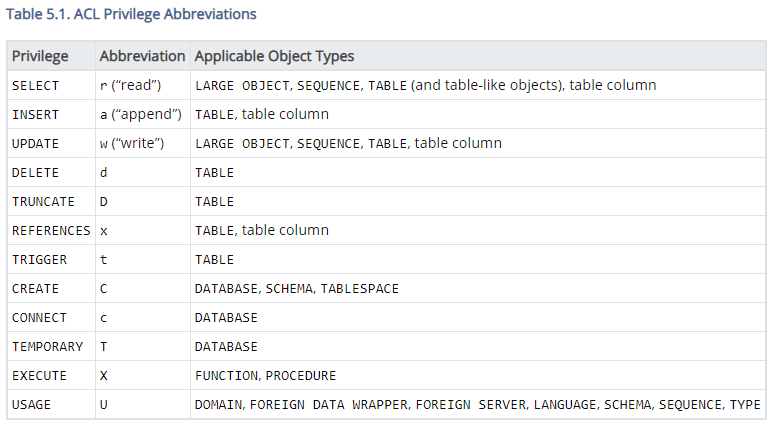 Table 5.1. ACL Privilege Abbreviations
Privilege Abbreviation Applicable Object Types
SELECT r (“read”) LARGE OBJECT, SEQUENCE, TABLE (and table-like objects), table column
INSERT a (“append”) TABLE, table column
UPDATE w (“write”) LARGE OBJECT, SEQUENCE, TABLE, table column
DELETE d TABLE
TRUNCATE D TABLE
REFERENCES x TABLE, table column
TRIGGER t TABLE
CREATE C DATABASE, SCHEMA, TABLESPACE
CONNECT c DATABASE
TEMPORARY T DATABASE
EXECUTE X FUNCTION, PROCEDURE
USAGE U DOMAIN, FOREIGN DATA WRAPPER, FOREIGN SERVER, LANGUAGE, SCHEMA, SEQUENCE, TYPE